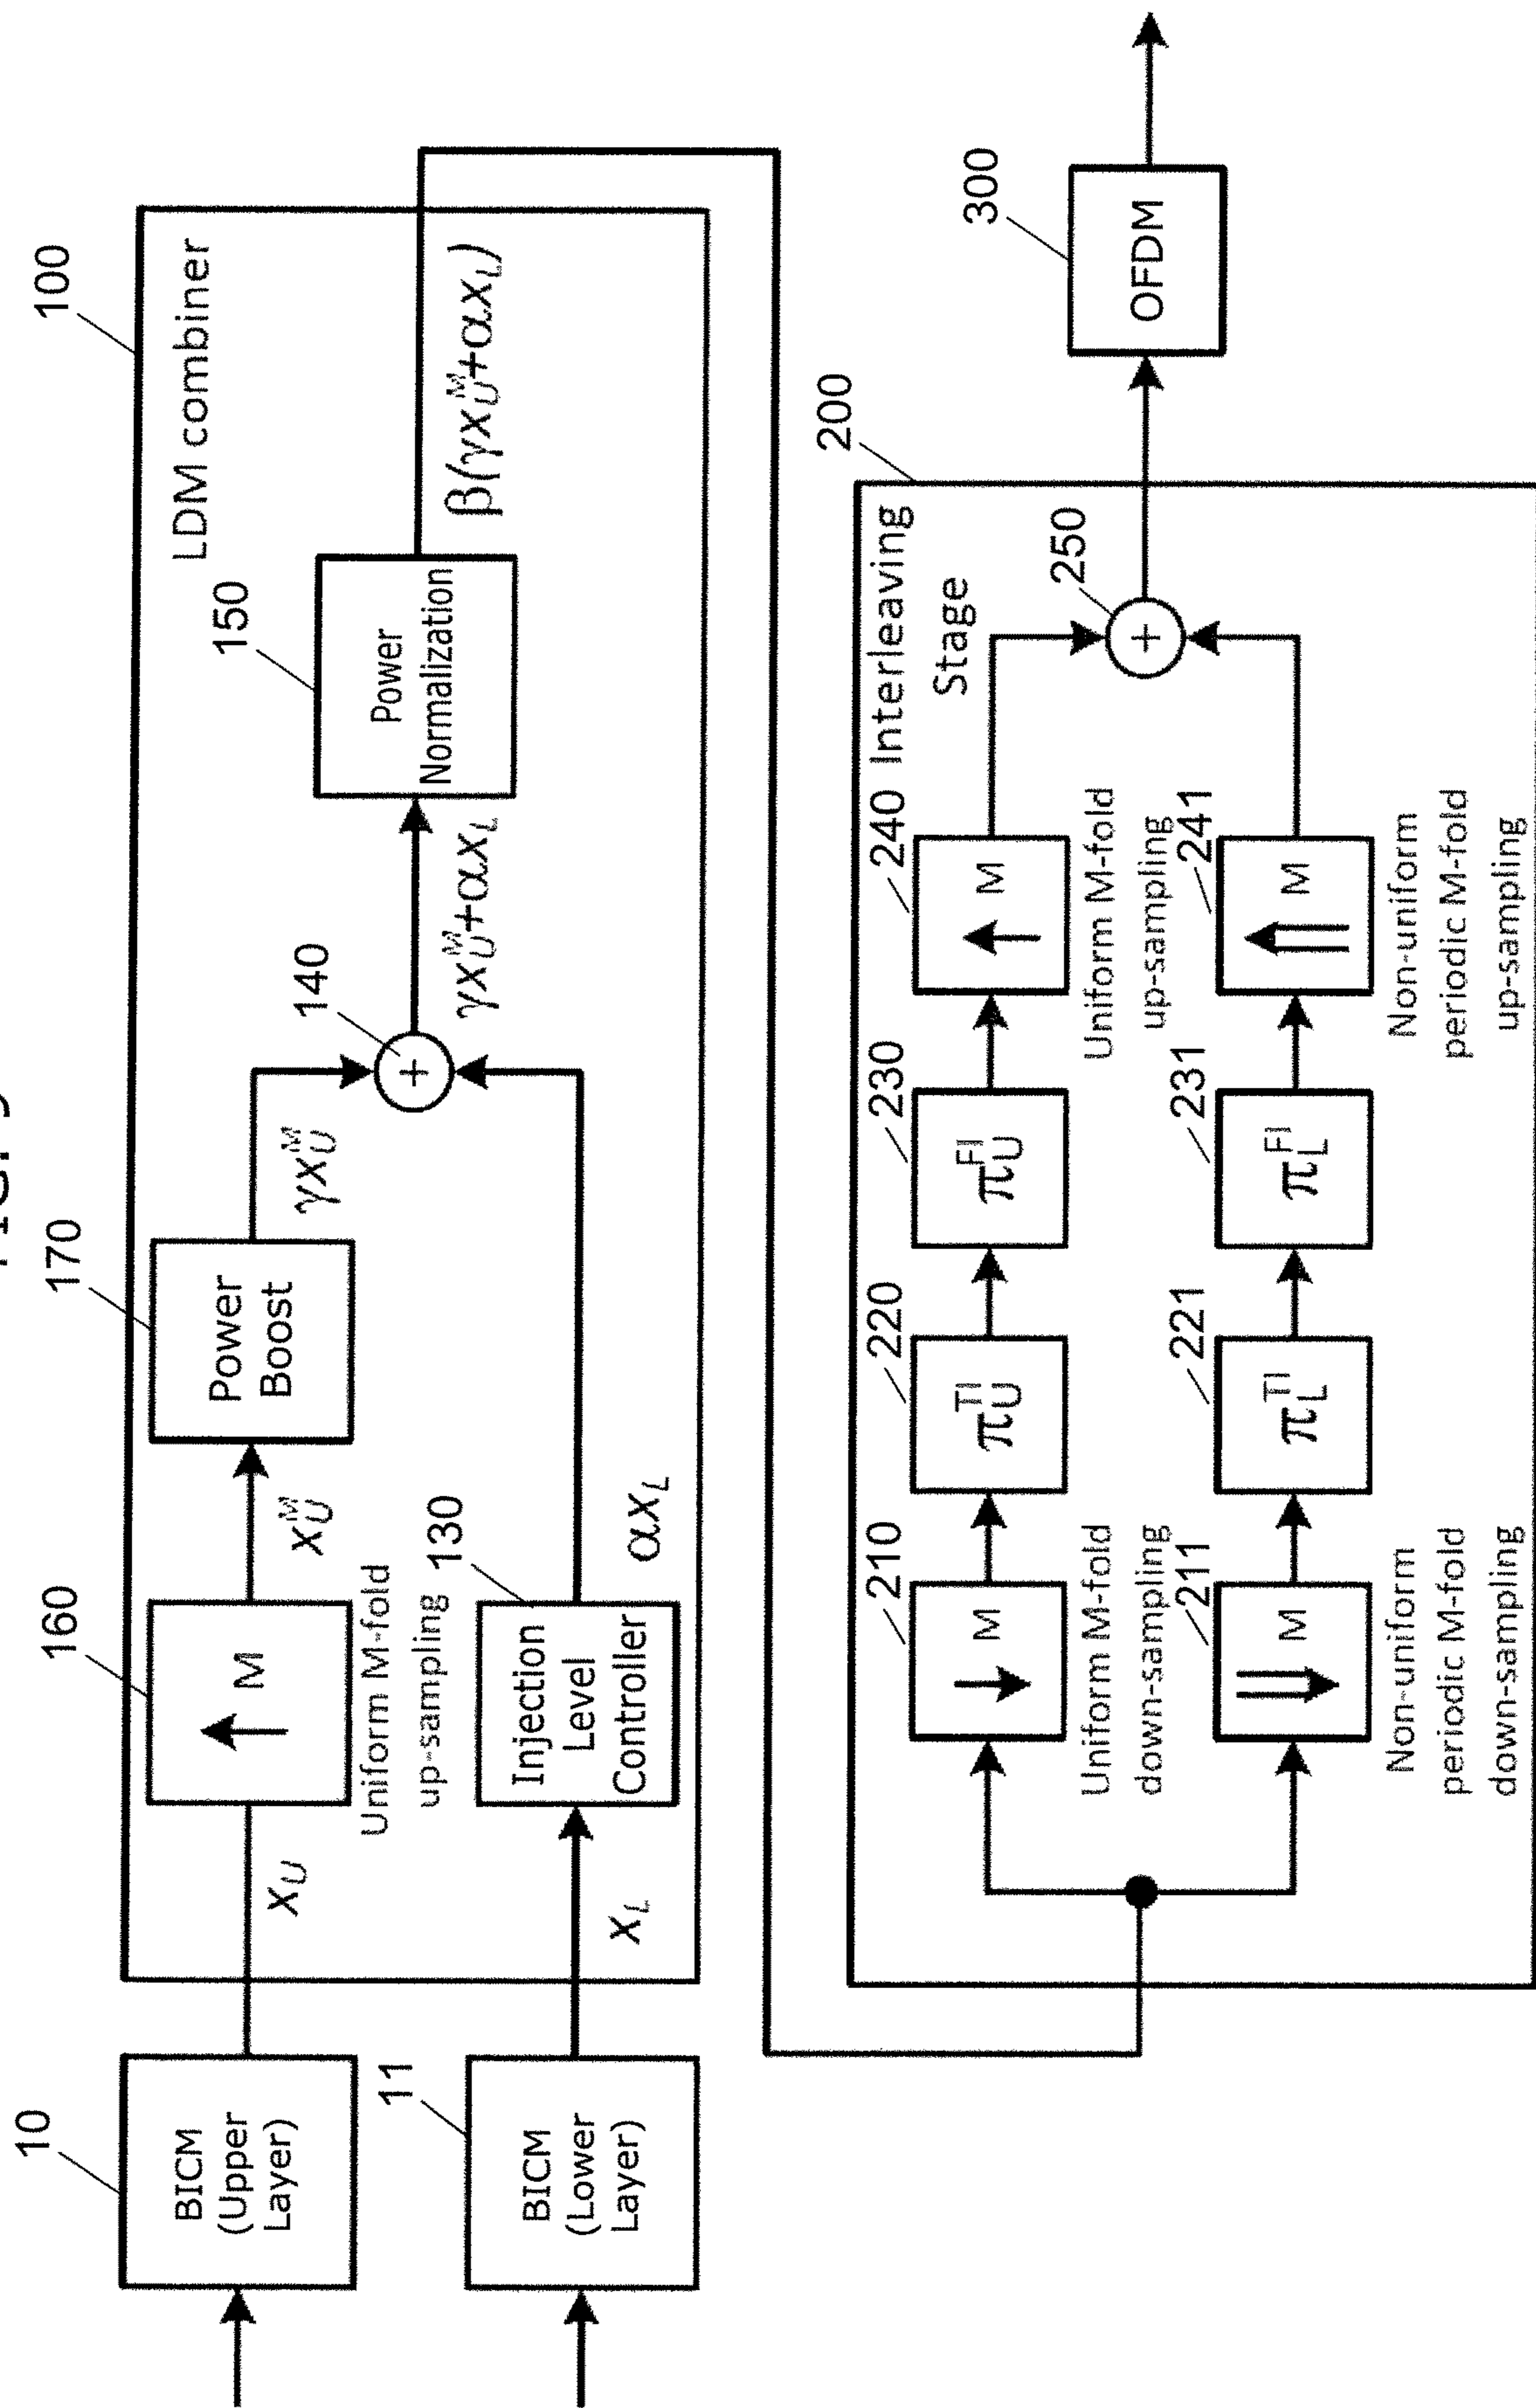 10
BICM
(Upper
Layer)
11
BICM
(Lower
Layer)
100
LDM combiner
x_U
160
↑ M
Uniform M-fold
up-sampling
x_U^M
170
Power
Boost
γx_U^M
x_L
130
Injection
Level
Controller
αx_L
140
+
γx_U^M+αx_L
150
Power
Normalization
β(γx_U^M+αx_L)
200
Interleaving
Stage
210
↓ M
Uniform M-fold
down-sampling
220
π_U^TI
230
π_U^FI
240
↑ M
Uniform M-fold
up-sampling
211
⇓ M
Non-uniform
periodic M-fold
down-sampling
221
π_L^TI
231
π_L^FI
241
⇑ M
Non-uniform
periodic M-fold
up-sampling
250
+
300
OFDM